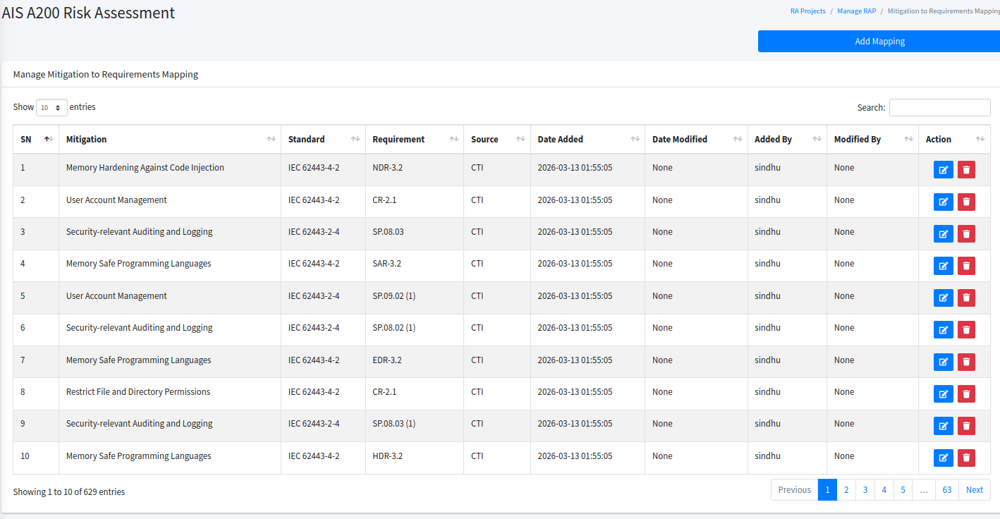 AIS A200 Risk Assessment
RA Projects / Manage RAP / Mitigation to Requirements Mapping
Add Mapping
Manage Mitigation to Requirements Mapping
Show 10 entries
Search:
SN Mitigation Standard Requirement Source Date Added Date Modified Added By Modified By Action
1 Memory Hardening Against Code Injection IEC 62443-4-2 NDR-3.2 CTI 2026-03-13 01:55:05 None sindhu None
2 User Account Management IEC 62443-4-2 CR-2.1 CTI 2026-03-13 01:55:05 None sindhu None
3 Security-relevant Auditing and Logging IEC 62443-2-4 SP.08.03 CTI 2026-03-13 01:55:05 None sindhu None
4 Memory Safe Programming Languages IEC 62443-4-2 SAR-3.2 CTI 2026-03-13 01:55:05 None sindhu None
5 User Account Management IEC 62443-2-4 SP.09.02 (1) CTI 2026-03-13 01:55:05 None sindhu None
6 Security-relevant Auditing and Logging IEC 62443-2-4 SP.08.02 (1) CTI 2026-03-13 01:55:05 None sindhu None
7 Memory Safe Programming Languages IEC 62443-4-2 EDR-3.2 CTI 2026-03-13 01:55:05 None sindhu None
8 Restrict File and Directory Permissions IEC 62443-4-2 CR-2.1 CTI 2026-03-13 01:55:05 None sindhu None
9 Security-relevant Auditing and Logging IEC 62443-2-4 SP.08.03 (1) CTI 2026-03-13 01:55:05 None sindhu None
10 Memory Safe Programming Languages IEC 62443-4-2 HDR-3.2 CTI 2026-03-13 01:55:05 None sindhu None
Showing 1 to 10 of 629 entries
Previous 1 2 3 4 5 … 63 Next